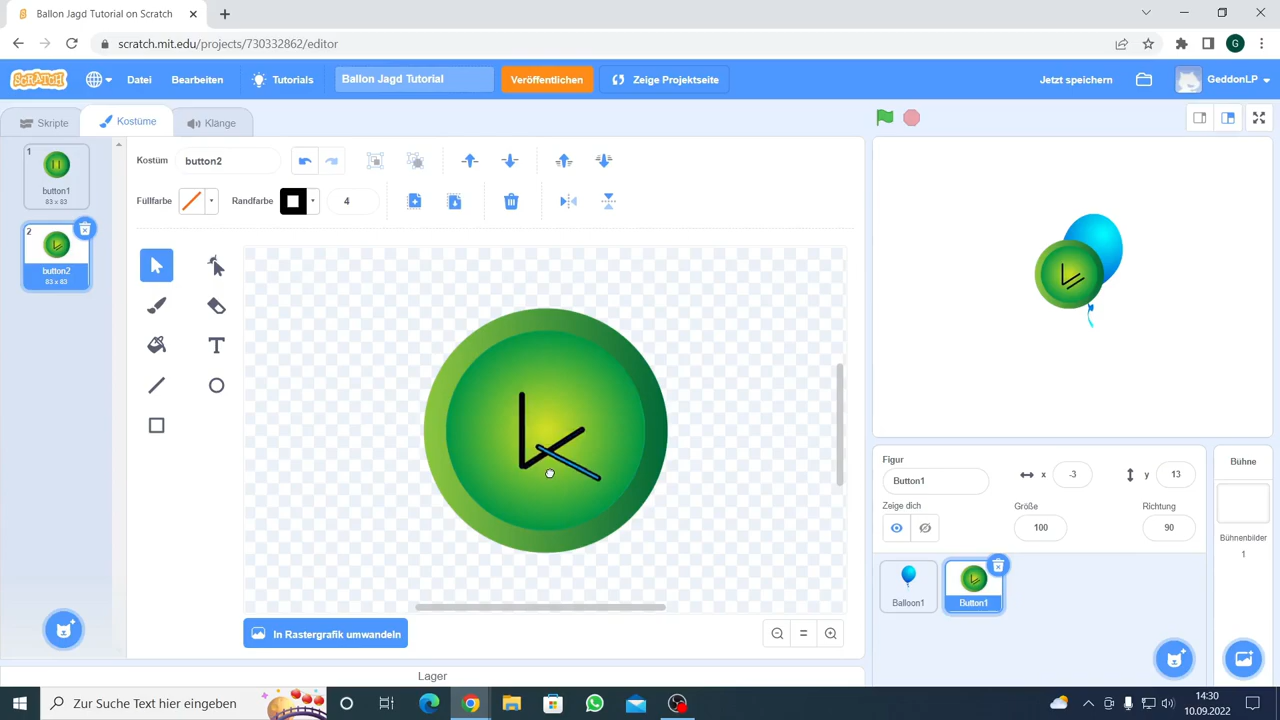 Ballon Jagd Tutorial on Scratch
scratch.mit.edu/projects/730332862/editor
G
SCRATCH
Datei
Bearbeiten
Tutorials
Ballon Jagd Tutorial
Veröffentlichen
Zeige Projektseite
Jetzt speichern
GeddonLP
Skripte
Kostüme
Klänge
Kostüm
button2
Füllfarbe
Randfarbe
4
1
button1
83 x 83
2
button2
83 x 83
In Rastergrafik umwandeln
Lager
Figur
Button1
x
-3
y
13
Zeige dich
Größe
100
Richtung
90
Balloon1
Button1
Bühne
Bühnenbilder
1
Zur Suche Text hier eingeben
14:30
10.09.2022